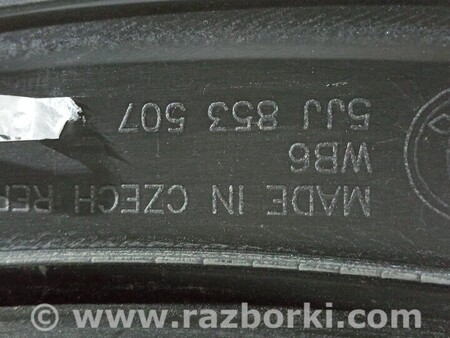 5JJ 853 507
WB6
MADE IN CZECH REP
www.razborki.com